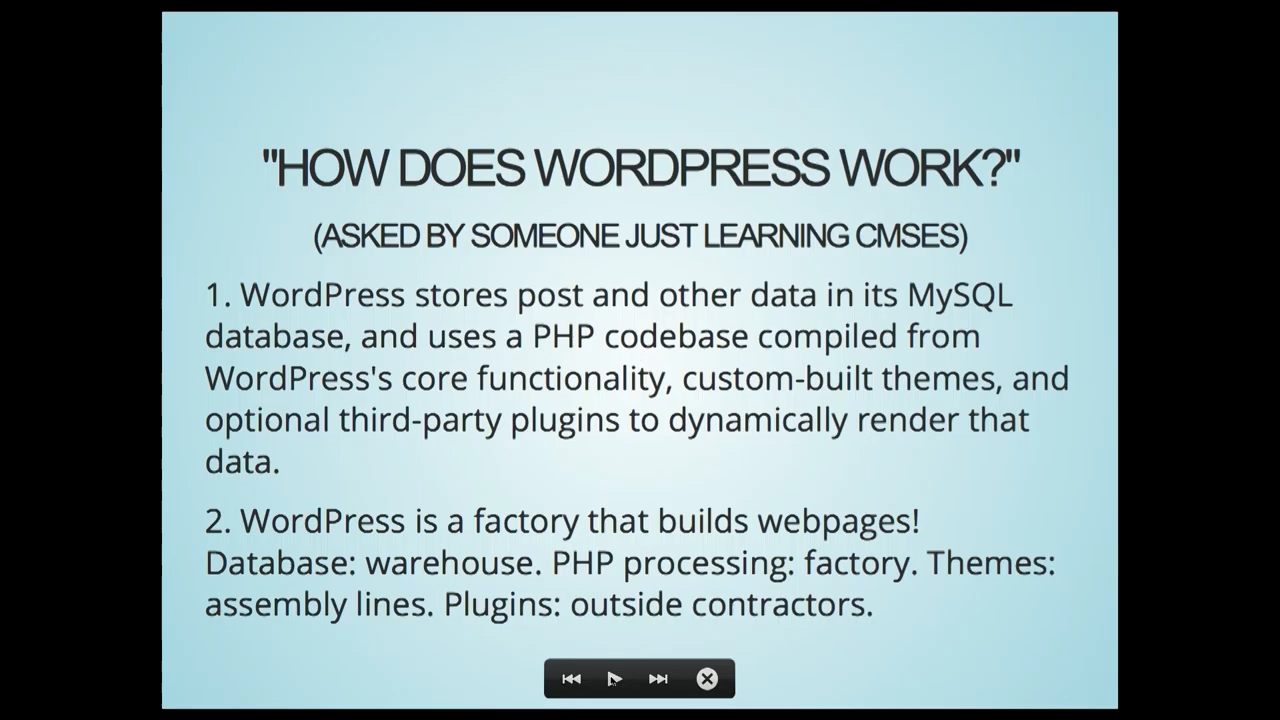 "HOW DOES WORDPRESS WORK?"
(ASKED BY SOMEONE JUST LEARNING CMSES)
1. WordPress stores post and other data in its MySQL
database, and uses a PHP codebase compiled from
WordPress's core functionality, custom-built themes, and
optional third-party plugins to dynamically render that
data.
2. WordPress is a factory that builds webpages!
Database: warehouse. PHP processing: factory. Themes:
assembly lines. Plugins: outside contractors.